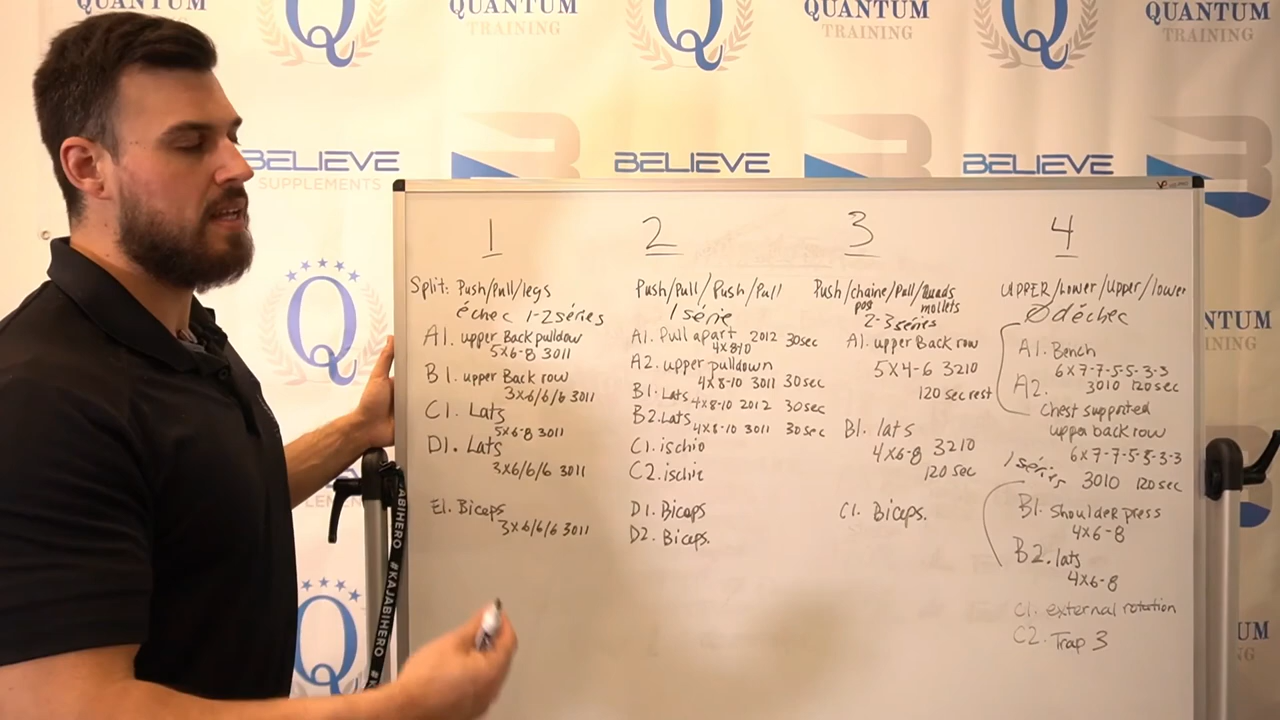 QUANTUM
QUANTUM
TRAINING
QUANTUM
TRAINING
QUANTUM
TRAINING
BELIEVE
SUPPLEMENTS
BELIEVE
BELIEVE
1
Split: Push/Pull/legs
échec 1-2 séries
A1. upper Back pulldow
5x6-8 3011
B1. upper Back row
3x6/6/6 3011
C1. Lats
5x6-8 3011
D1. Lats
3x6/6/6 3011
E1. Biceps
3x6/6/6 3011
2
Push/Pull/Push/Pull
1 série
A1. Pull apart 2012 30sec
4x8-10
A2. upper pulldown
4x8-10 3011 30sec
B1. Lats
4x8-10 2012 30sec
B2. Lats
4x8-10 3011 30sec
C1. ischio
C2. ischio
D1. Biceps
D2. Biceps.
3
Push/chaine/Pull/Quads
pos mollets
2-3 séries
A1. upper Back row
5x4-6 3210
120 sec rest
B1. lats
4x6-8 3210
120 sec
C1. Biceps.
4
UPPER/Lower/Upper/lower
Ø d'échec
A1. Bench
6x7-7-5-5-3-3
3010 120sec
A2.
Chest supported
upper back row
6x7-7-5-5-3-3
3010 120sec
1 séries
B1. Shoulder press
4x6-8
B2. lats
4x6-8
C1. external rotation
C2. Trap 3
#KAJABIHERO